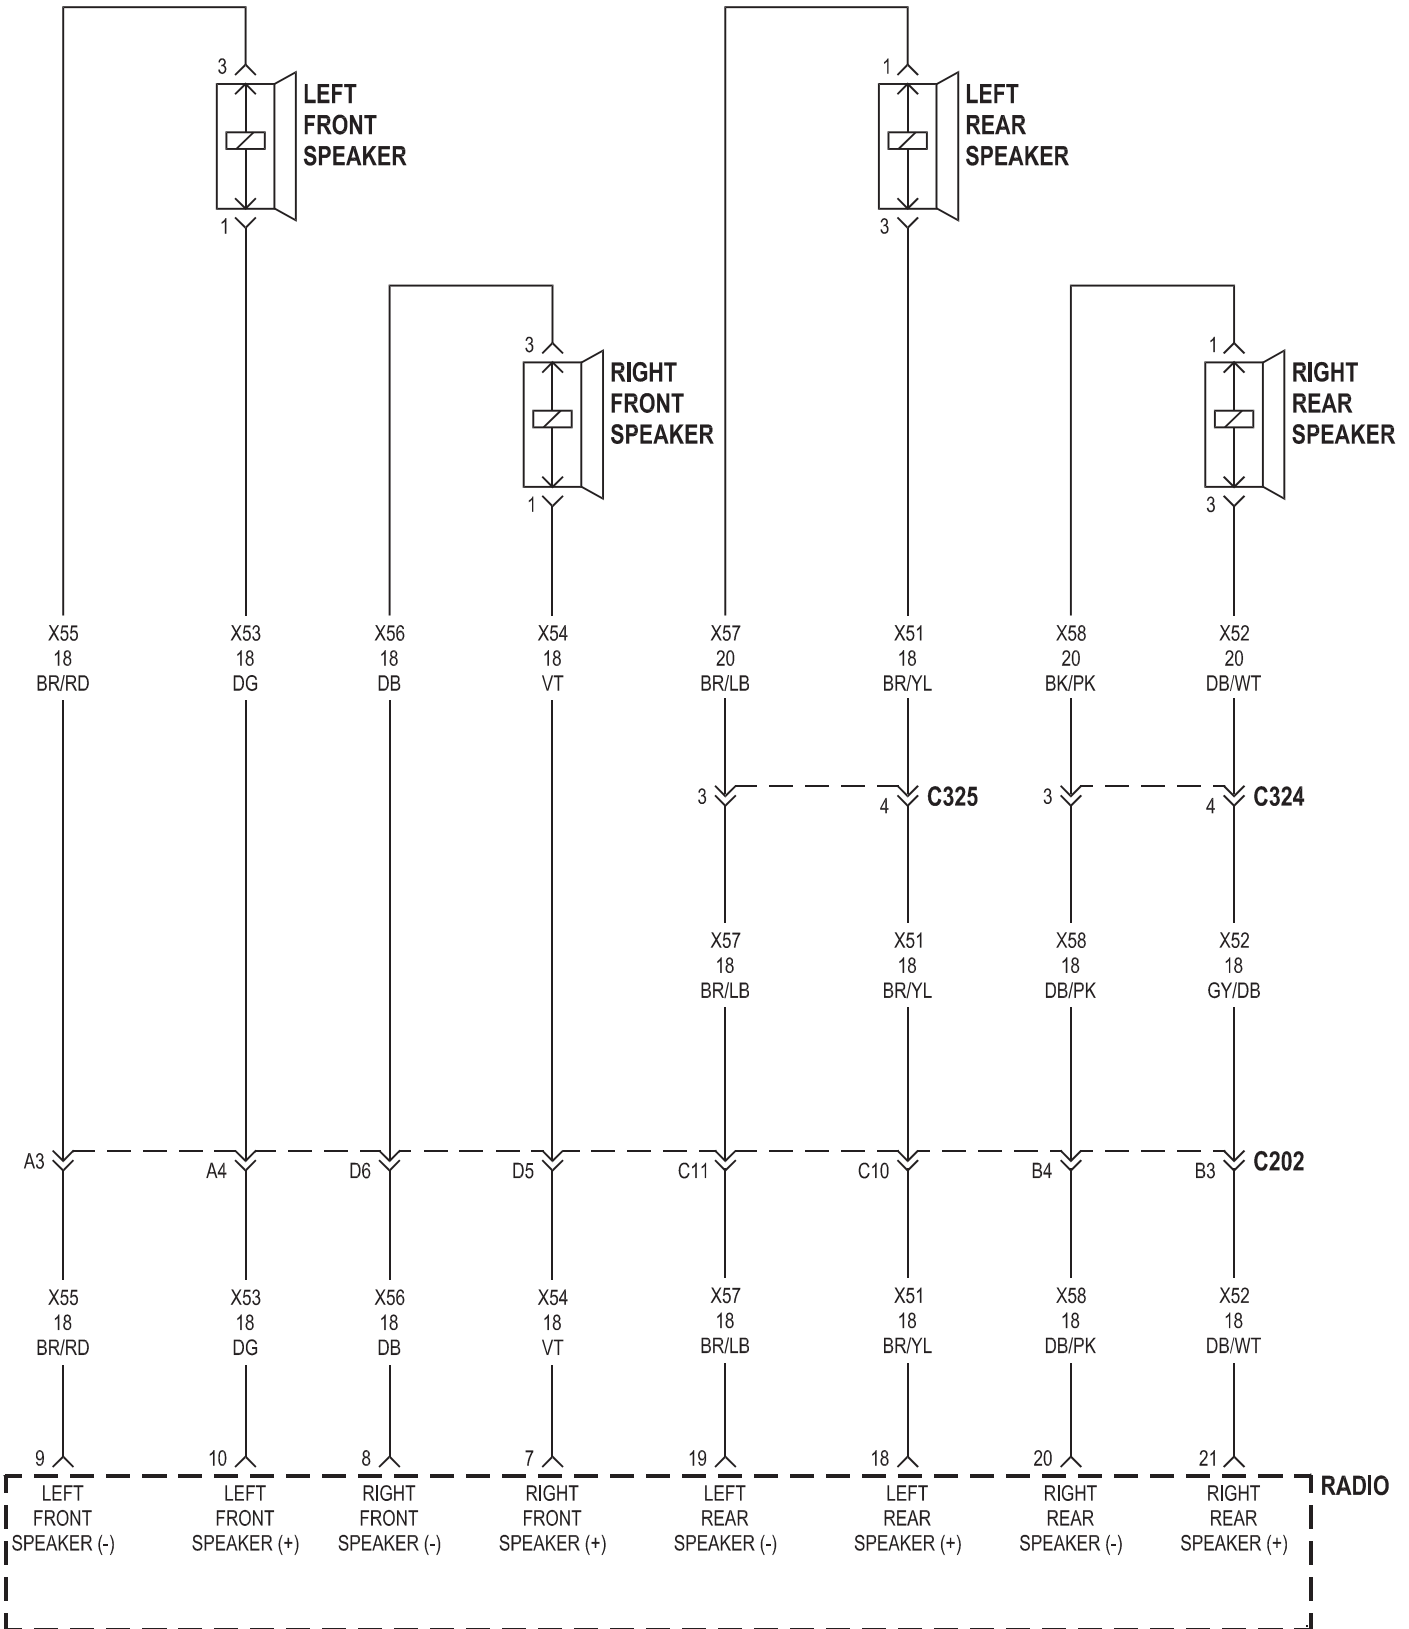 3
LEFT
FRONT
SPEAKER
1
1
LEFT
REAR
SPEAKER
3
3
RIGHT
FRONT
SPEAKER
1
1
RIGHT
REAR
SPEAKER
3
X55
18
BR/RD
X53
18
DG
X56
18
DB
X54
18
VT
X57
20
BR/LB
X51
18
BR/YL
X58
20
BK/PK
X52
20
DB/WT
3
4
C325
3
4
C324
X57
18
BR/LB
X51
18
BR/YL
X58
18
DB/PK
X52
18
GY/DB
A3
A4
D6
D5
C11
C10
B4
B3
C202
X55
18
BR/RD
X53
18
DG
X56
18
DB
X54
18
VT
X57
18
BR/LB
X51
18
BR/YL
X58
18
DB/PK
X52
18
DB/WT
9
10
8
7
19
18
20
21
RADIO
LEFT
FRONT
SPEAKER (-)
LEFT
FRONT
SPEAKER (+)
RIGHT
FRONT
SPEAKER (-)
RIGHT
FRONT
SPEAKER (+)
LEFT
REAR
SPEAKER (-)
LEFT
REAR
SPEAKER (+)
RIGHT
REAR
SPEAKER (-)
RIGHT
REAR
SPEAKER (+)